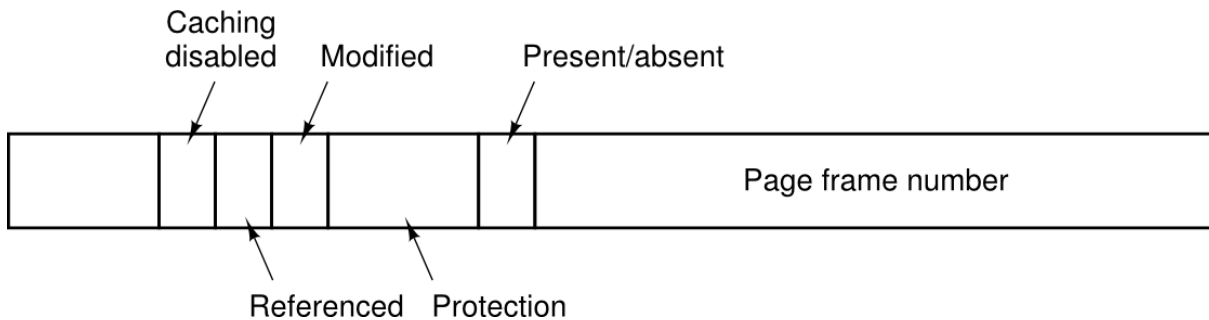 Caching
disabled
Modified
Present/absent
Page frame number
Referenced
Protection